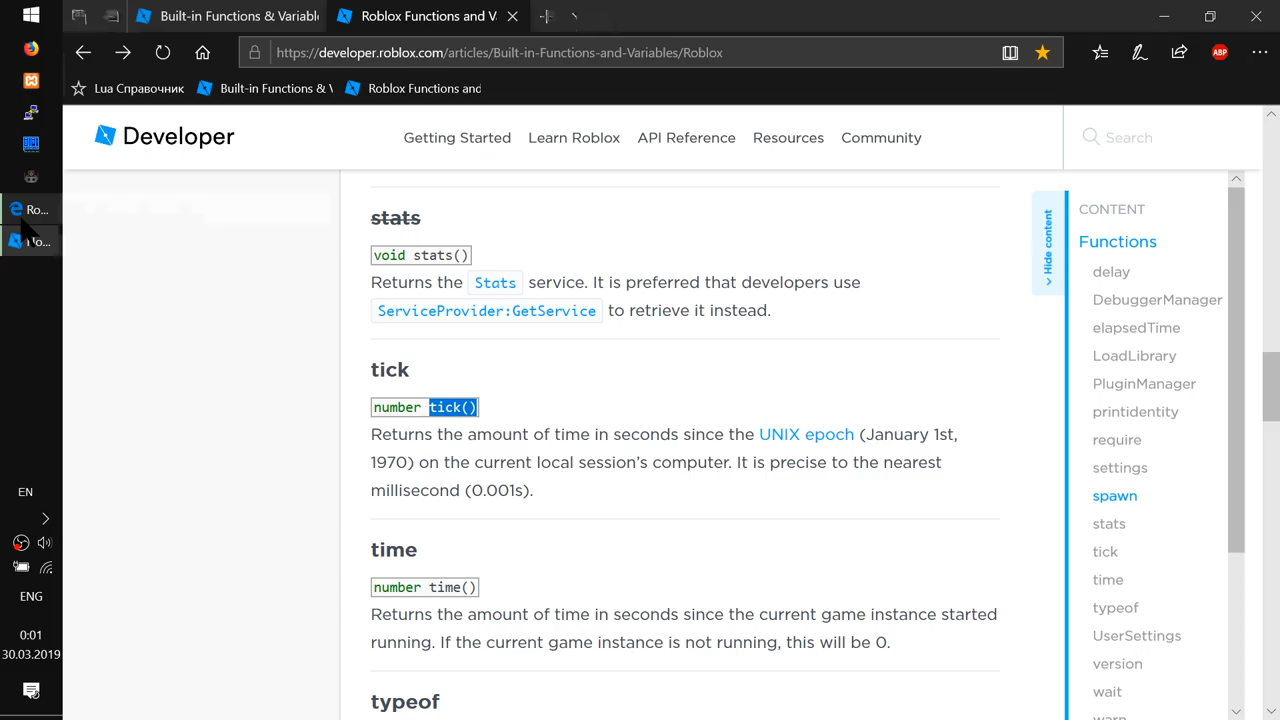 Built-in Functions & Variabl
Roblox Functions and V
https://developer.roblox.com/articles/Built-in-Functions-and-Variables/Roblox
ABP
Lua Справочник
Built-in Functions & V
Roblox Functions and
Developer
Getting Started
Learn Roblox
API Reference
Resources
Community
Search
Ro...
EN
ENG
0:01
30.03.2019
stats
void stats()
Returns the Stats service. It is preferred that developers use
ServiceProvider:GetService to retrieve it instead.
tick
number tick()
Returns the amount of time in seconds since the UNIX epoch (January 1st,
1970) on the current local session’s computer. It is precise to the nearest
millisecond (0.001s).
time
number time()
Returns the amount of time in seconds since the current game instance started
running. If the current game instance is not running, this will be 0.
typeof
Hide content
CONTENT
Functions
delay
DebuggerManager
elapsedTime
LoadLibrary
PluginManager
printidentity
require
settings
spawn
stats
tick
time
typeof
UserSettings
version
wait
warn